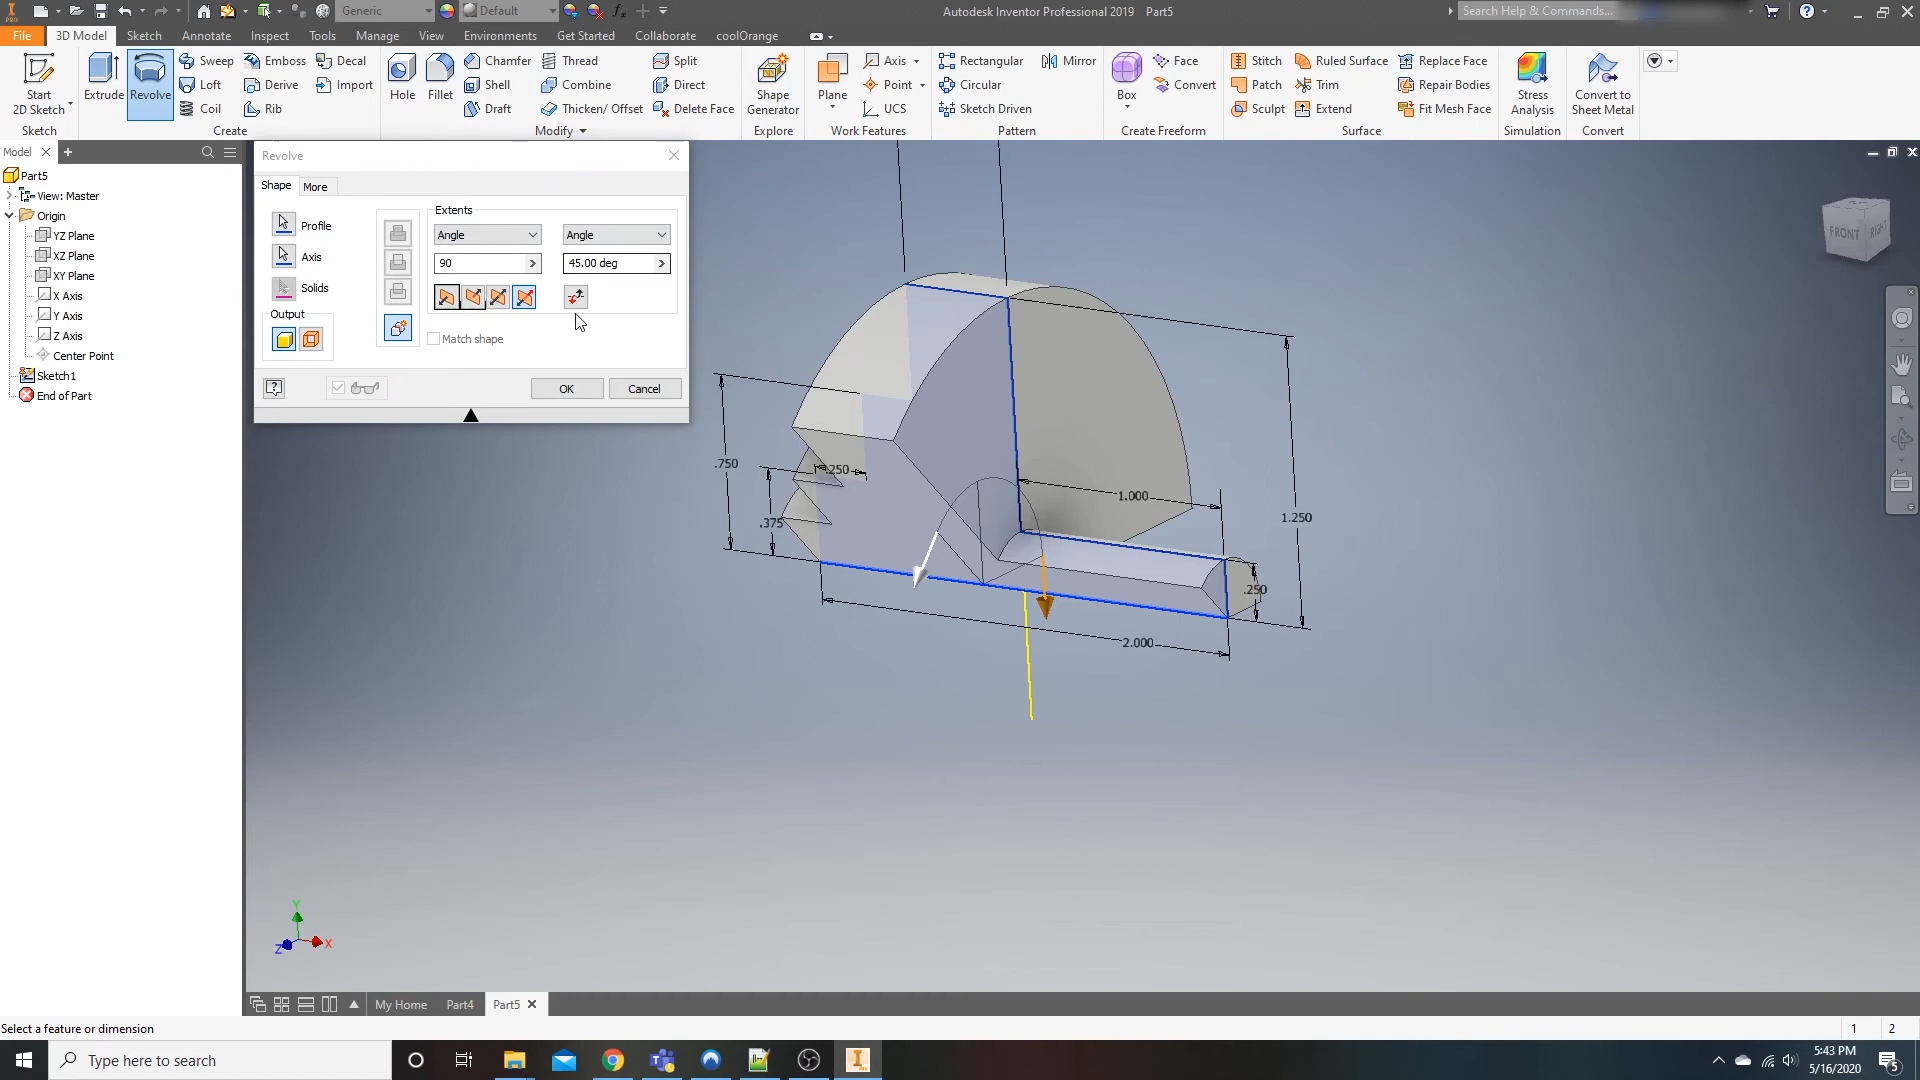 PRO
Generic
Default
Autodesk Inventor Professional 2019 Part5
Search Help & Commands...
File 3D Model Sketch Annotate Inspect Tools Manage View Environments Get Started Collaborate coolOrange
Start
2D Sketch
Extrude
Revolve
Sweep
Emboss
Decal
Loft
Derive
Import
Coil
Rib
Hole
Fillet
Chamfer
Thread
Split
Shell
Combine
Direct
Draft
Thicken/ Offset
Delete Face
Shape
Generator
Plane
Axis
Point
UCS
Rectangular
Mirror
Circular
Sketch Driven
Box
Face
Convert
Stitch
Ruled Surface
Replace Face
Patch
Trim
Repair Bodies
Sculpt
Extend
Fit Mesh Face
Stress
Analysis
Convert to
Sheet Metal
Sketch
Create
Modify
Explore
Work Features
Pattern
Create Freeform
Surface
Simulation
Convert
Model
Part5
View: Master
Origin
YZ Plane
XZ Plane
XY Plane
X Axis
Y Axis
Z Axis
Center Point
Sketch1
End of Part
Revolve
Shape More
Profile
Axis
Solids
Output
Extents
Angle
Angle
90
45.00 deg
Match shape
OK
Cancel
FRONT
RIGHT
.750
.250
.375
1.000
1.250
.250
2.000
Y
Z
X
My Home Part4 Part5
Select a feature or dimension
1 2
Type here to search
5:43 PM
5/16/2020
5